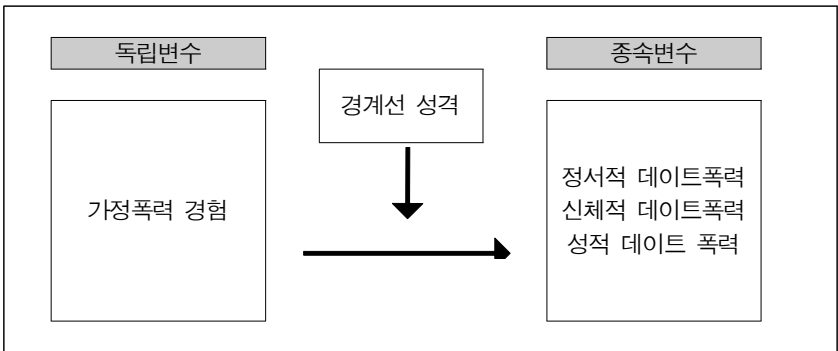 독립변수
종속변수
경계선 성격
가정폭력 경험
정서적 데이트폭력
신체적 데이트폭력
성적 데이트 폭력